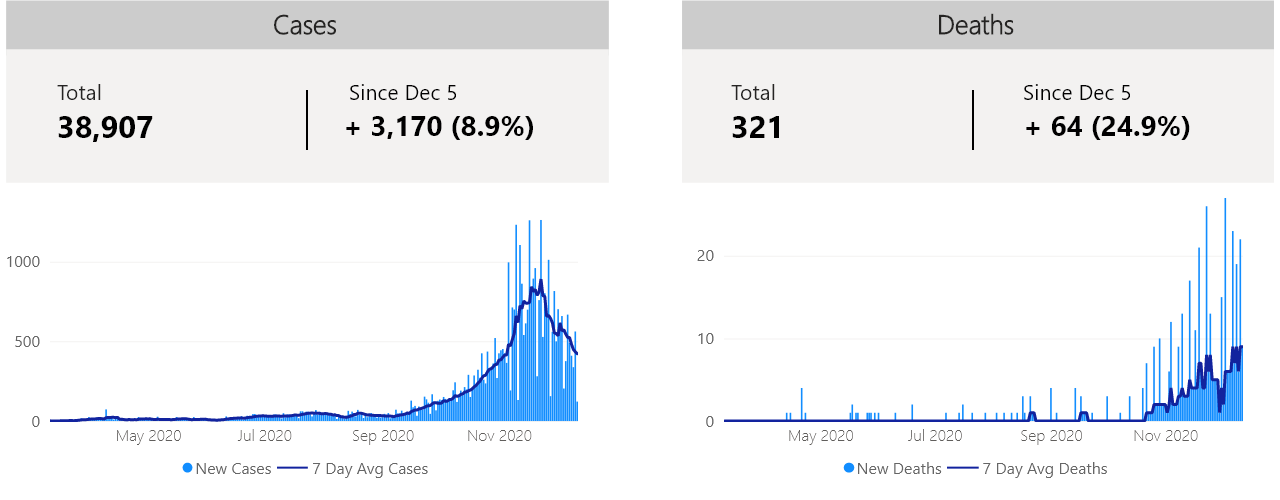 Cases
Total
38,907
Since Dec 5
+ 3,170 (8.9%)
1000
500
0
May 2020 Jul 2020 Sep 2020 Nov 2020
New Cases 7 Day Avg Cases
Deaths
Total
321
Since Dec 5
+ 64 (24.9%)
20
10
0
May 2020 Jul 2020 Sep 2020 Nov 2020
New Deaths 7 Day Avg Deaths